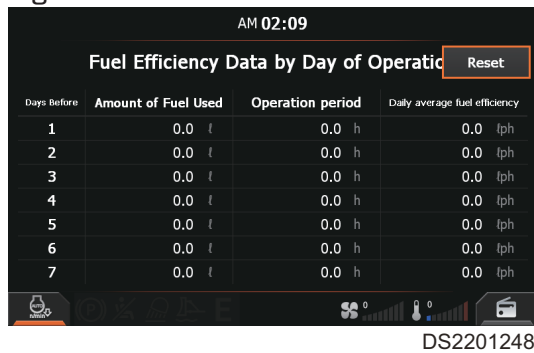 AM 02:09
Fuel Efficiency Data by Day of Operatic
Reset
Days Before Amount of Fuel Used Operation period Daily average fuel efficiency
1 0.0 ℓ 0.0 h 0.0 ℓph
2 0.0 ℓ 0.0 h 0.0 ℓph
3 0.0 ℓ 0.0 h 0.0 ℓph
4 0.0 ℓ 0.0 h 0.0 ℓph
5 0.0 ℓ 0.0 h 0.0 ℓph
6 0.0 ℓ 0.0 h 0.0 ℓph
7 0.0 ℓ 0.0 h 0.0 ℓph
AUTO P E 0 0
n/min
DS2201248